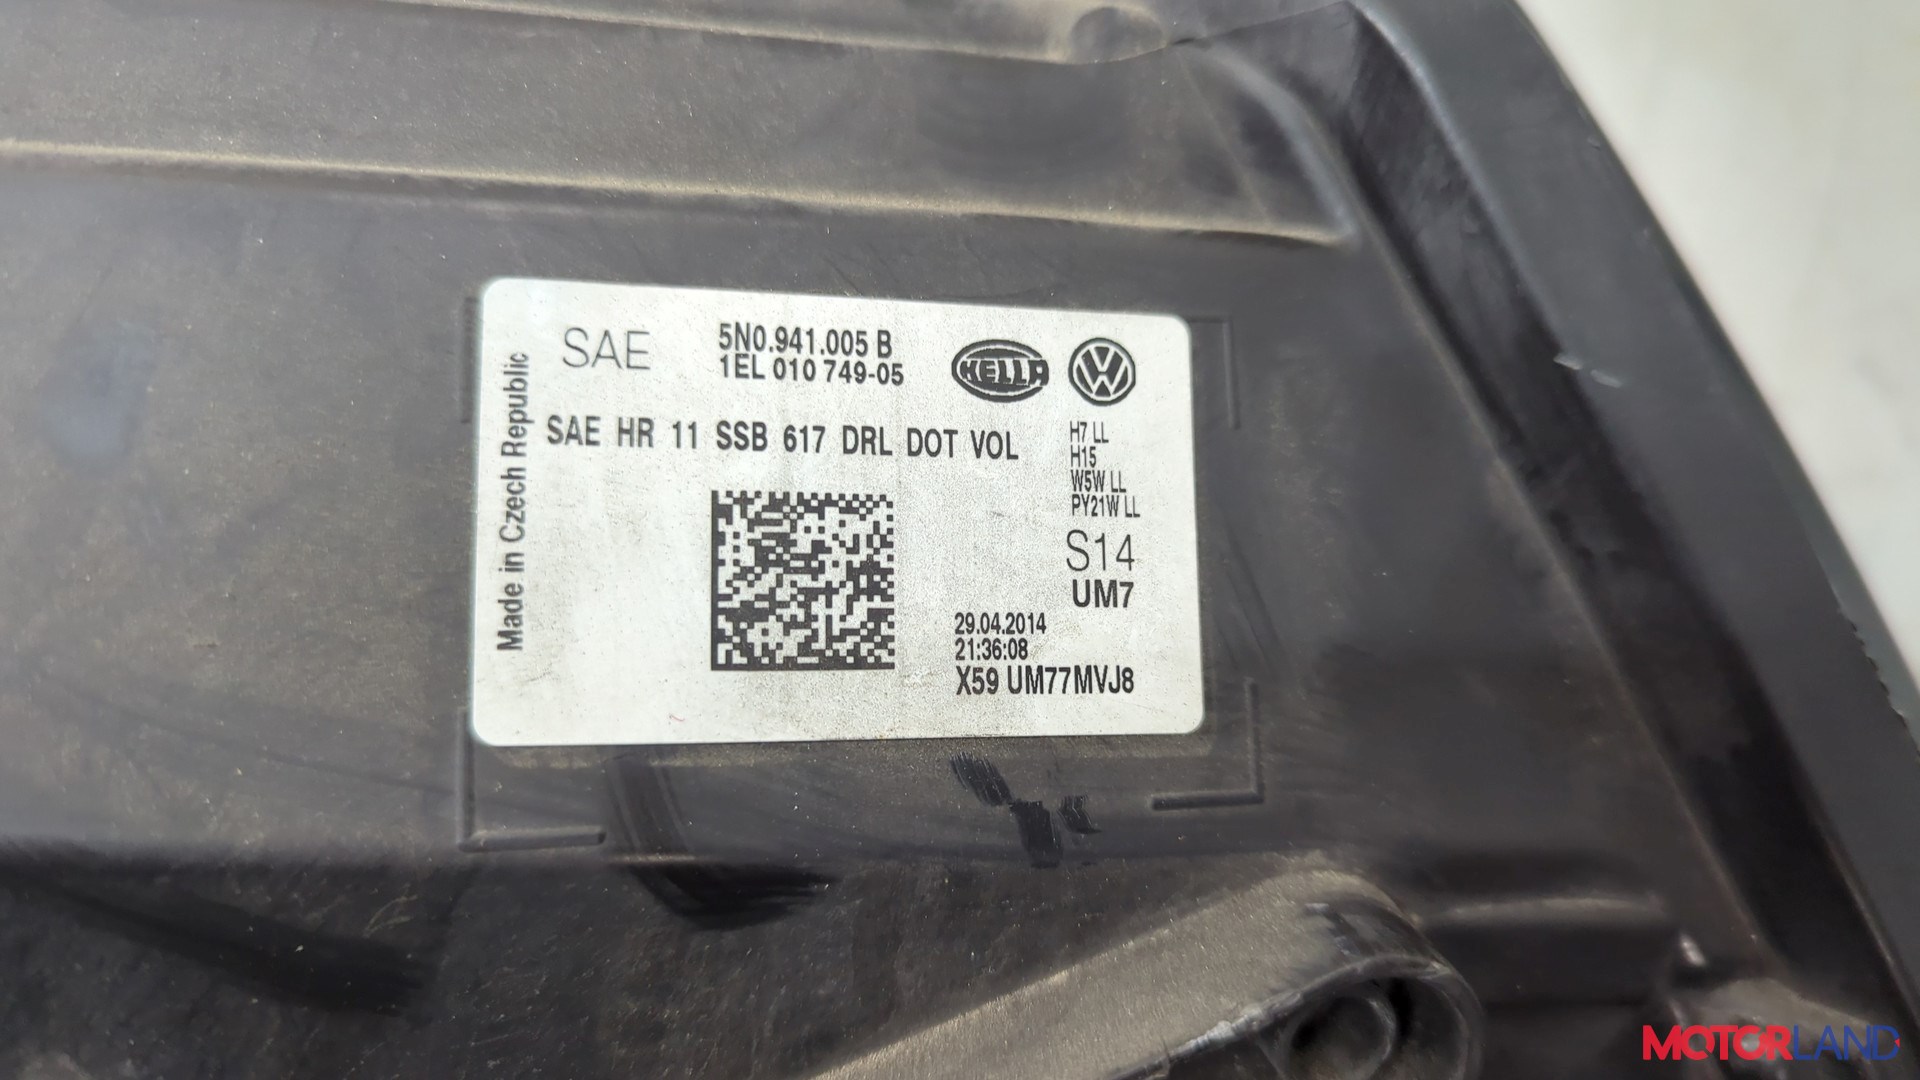 SAE
5N0.941.005 B
1EL 010 749-05
HELLA
VW
SAE HR 11 SSB 617 DRL DOT VOL
H7 LL
H15
W5W LL
PY21W LL
S14
UM7
29.04.2014
21:36:08
X59 UM77MVJ8
Made in Czech Republic
MOTORLAND